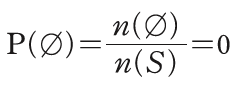 P(∅) = n(∅)/n(S) = 0